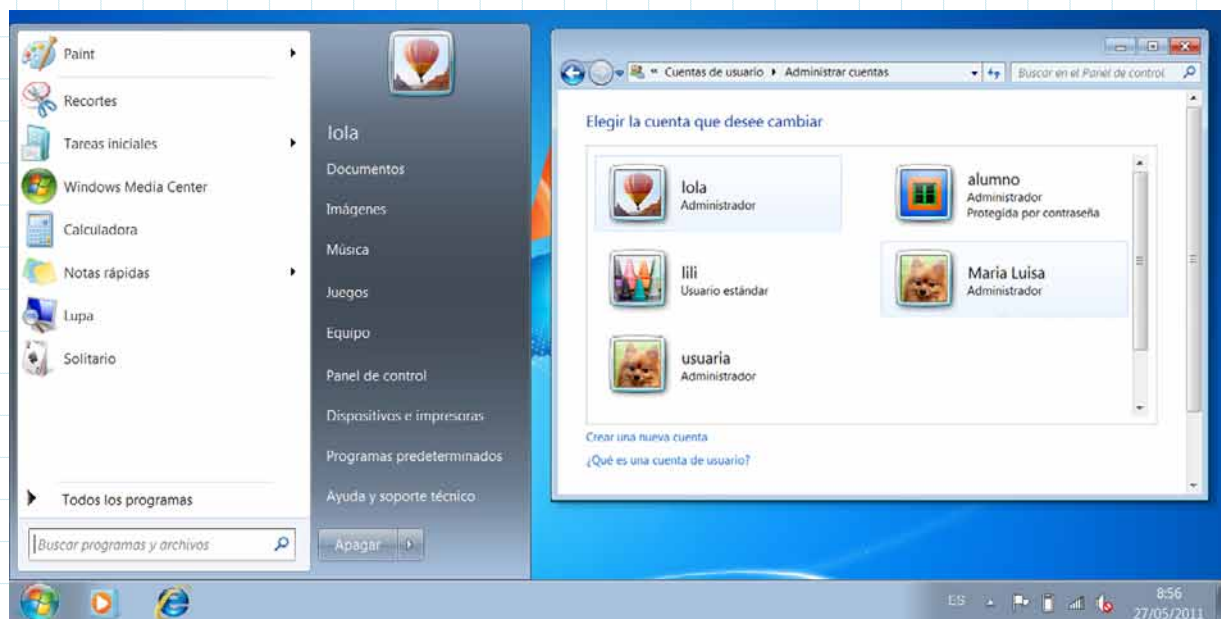 Paint
Recortes
Tareas iniciales
Windows Media Center
Calculadora
Notas rápidas
Lupa
Solitario
Todos los programas
Buscar programas y archivos
lola
Documentos
Imágenes
Música
Juegos
Equipo
Panel de control
Dispositivos e impresoras
Programas predeterminados
Ayuda y soporte técnico
Apagar
Cuentas de usuario Administrar cuentas
Buscar en el Panel de control
Elegir la cuenta que desee cambiar
lola
Administrador
alumno
Administrador
Protegida por contraseña
lili
Usuario estándar
Maria Luisa
Administrador
usuaria
Administrador
Crear una nueva cuenta
¿Qué es una cuenta de usuario?
ES
8:56
27/05/2011